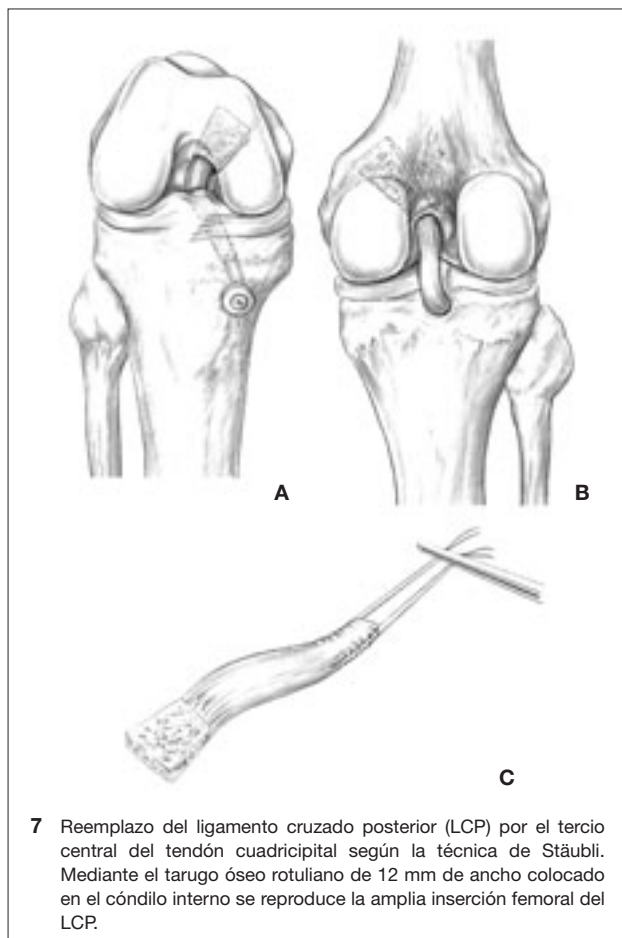 A
B
C
7 Reemplazo del ligamento cruzado posterior (LCP) por el tercio
central del tendón cuadricipital según la técnica de Stäubli.
Mediante el tarugo óseo rotuliano de 12 mm de ancho colocado
en el cóndilo interno se reproduce la amplia inserción femoral del
LCP.